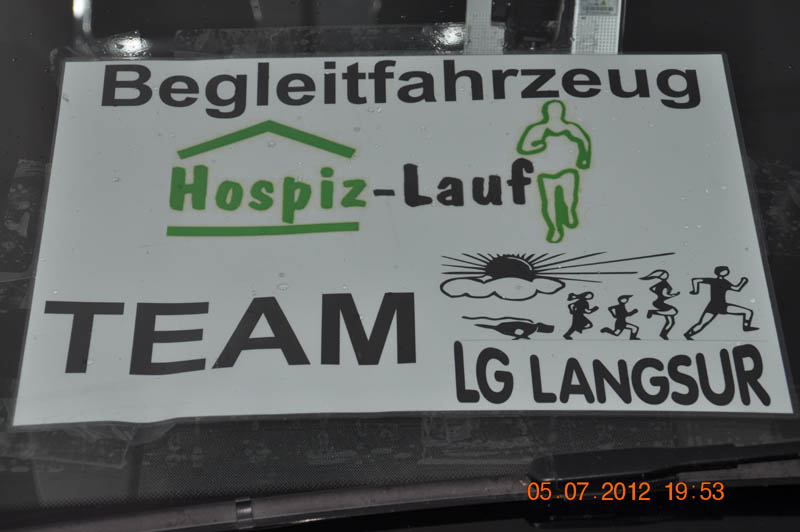 Begleitfahrzeug
Hospiz-Lauf
TEAM
LG LANGSUR
05.07.2012 19:53